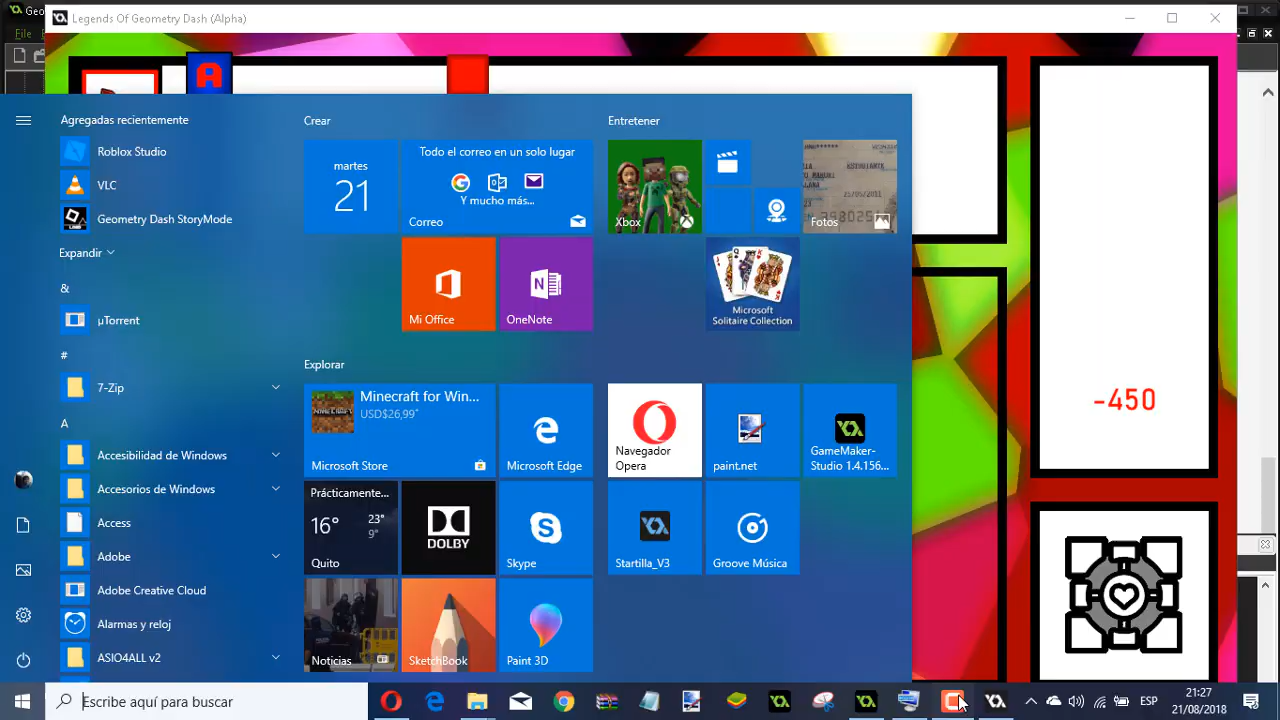 Geo
Legends Of Geometry Dash (Alpha)
File
A
Agregadas recientemente
Roblox Studio
VLC
Geometry Dash StoryMode
Expandir
&
µTorrent
#
7-Zip
A
Accesibilidad de Windows
Accesorios de Windows
Access
Adobe
Adobe Creative Cloud
Alarmas y reloj
ASIO4ALL v2
Crear
martes
21
Todo el correo en un solo lugar
Y mucho más...
Correo
Mi Office
OneNote
Explorar
Minecraft for Win...
USD$26,99+
Microsoft Store
Microsoft Edge
Prácticamente...
16°
23°
9°
Quito
DOLBY
Skype
Noticias
SketchBook
Paint 3D
Entretener
Xbox
25/05/2011
Fotos
Microsoft
Solitaire Collection
Navegador
Opera
paint.net
GameMaker-
Studio 1.4.156...
Startilla_V3
Groove Música
-450
Escribe aquí para buscar
ESP
21:27
21/08/2018